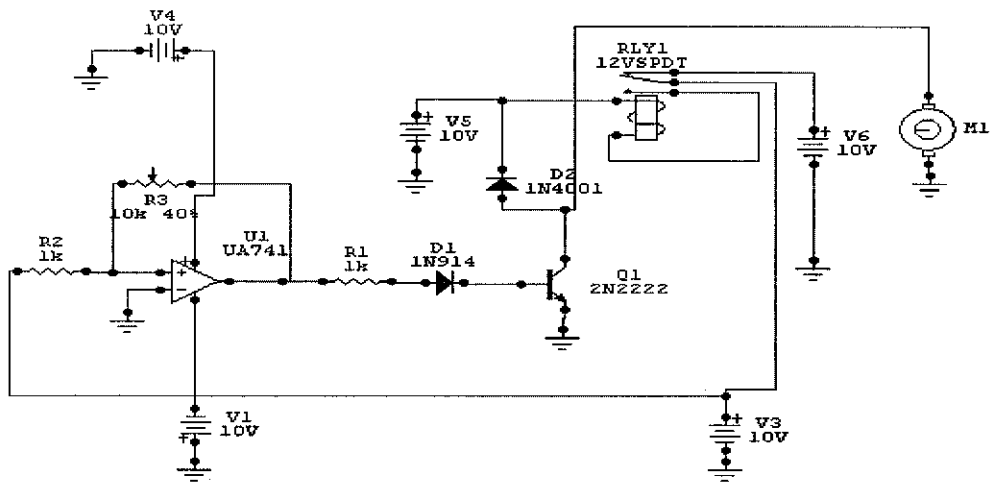 V4
10V
RLY1
12VSPDT
V5
10V
V6
10V
M1
D2
1N4001
R3
10k 40%
U1
UA741
R2
1k
R1
1k
D1
1N914
Q1
2N2222
V1
10V
V3
10V